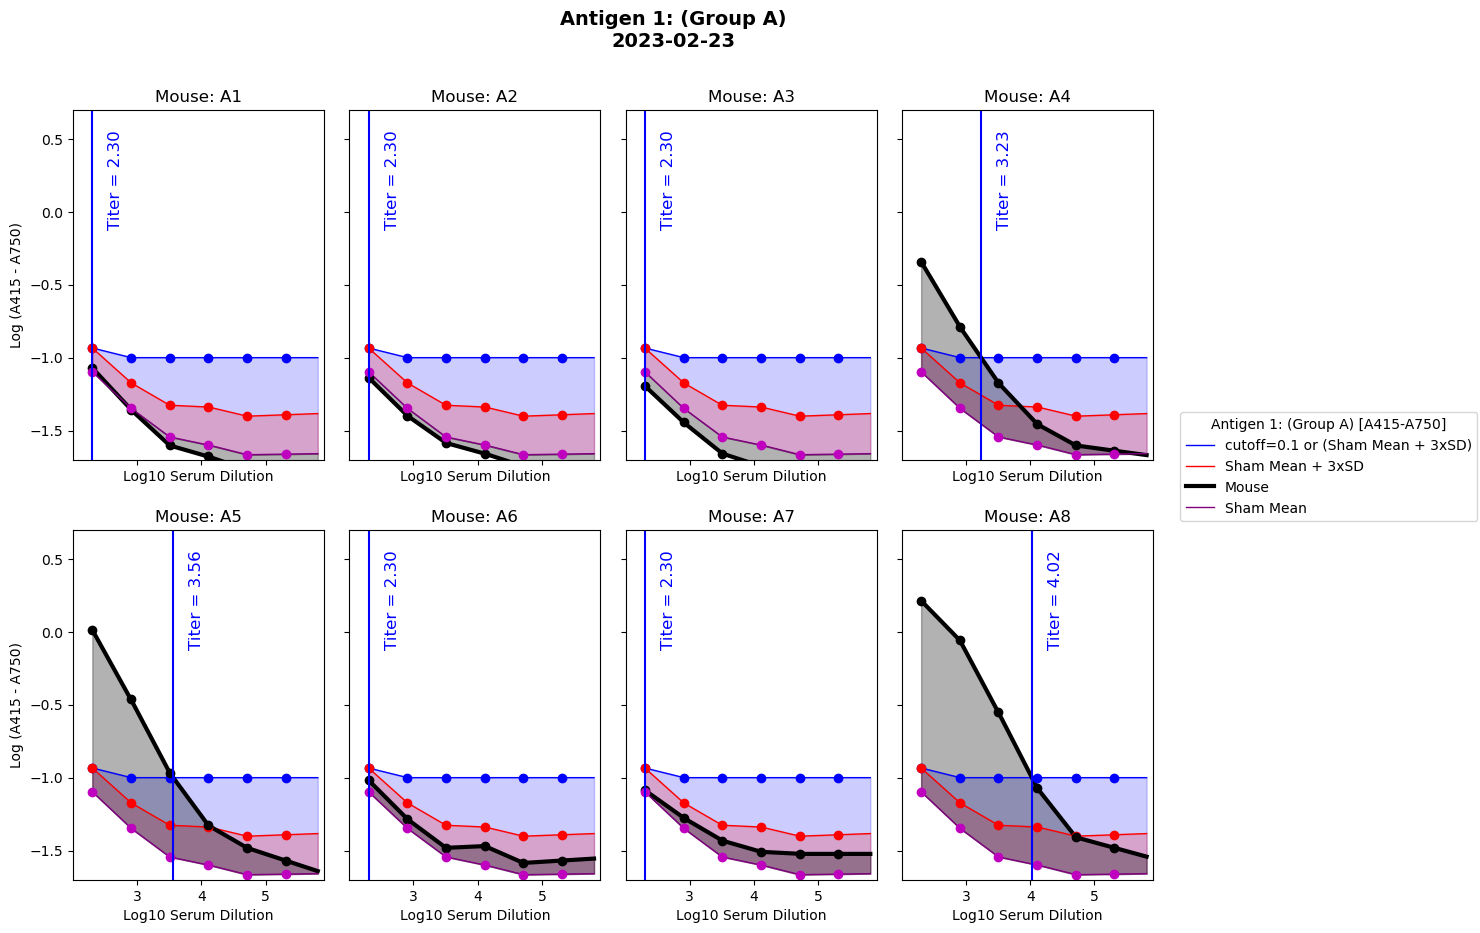 Antigen 1: (Group A)
2023-02-23
Mouse: A1
Mouse: A2
Mouse: A3
Mouse: A4
0.5
0.0
−0.5
−1.0
−1.5
Log (A415 - A750)
Titer = 2.30
Titer = 2.30
Titer = 2.30
Titer = 3.23
Log10 Serum Dilution
Log10 Serum Dilution
Log10 Serum Dilution
Log10 Serum Dilution
Antigen 1: (Group A) [A415-A750]
cutoff=0.1 or (Sham Mean + 3xSD)
Sham Mean + 3xSD
Mouse
Sham Mean
Mouse: A5
Mouse: A6
Mouse: A7
Mouse: A8
0.5
0.0
−0.5
−1.0
−1.5
Log (A415 - A750)
Titer = 3.56
Titer = 2.30
Titer = 2.30
Titer = 4.02
3 4 5
3 4 5
3 4 5
3 4 5
Log10 Serum Dilution
Log10 Serum Dilution
Log10 Serum Dilution
Log10 Serum Dilution